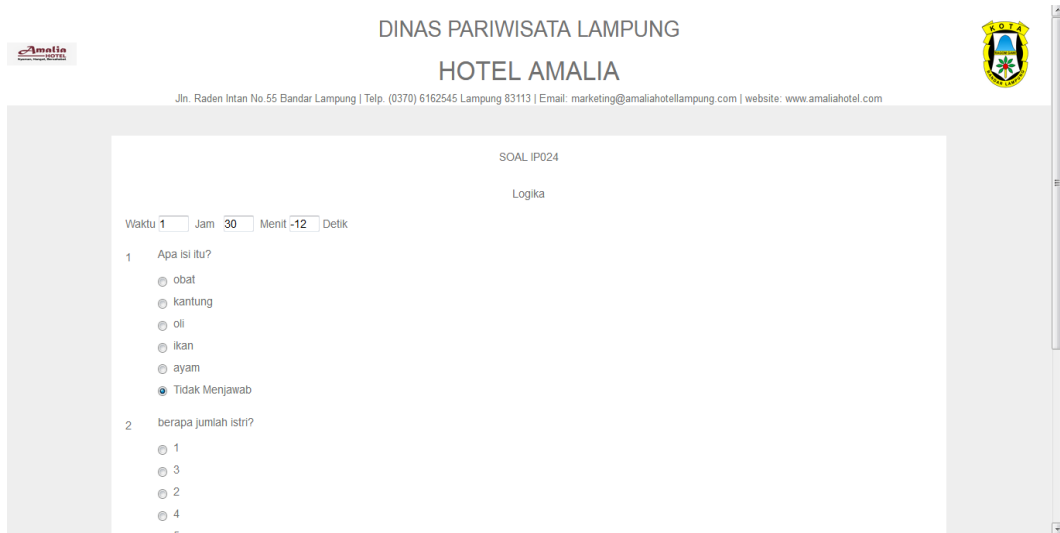 DINAS PARIWISATA LAMPUNG
Amalia
HOTEL
HOTEL AMALIA
KOTA
BANDAR LAMPUNG
Jln. Raden Intan No.55 Bandar Lampung | Telp. (0370) 6162545 Lampung 83113 | Email: marketing@amaliahotellampung.com | website: www.amaliahotel.com
SOAL IP024
Logika
Waktu 1 Jam 30 Menit -12 Detik
1 Apa isi itu?
obat
kantung
oli
ikan
ayam
Tidak Menjawab
2 berapa jumlah istri?
1
3
2
4